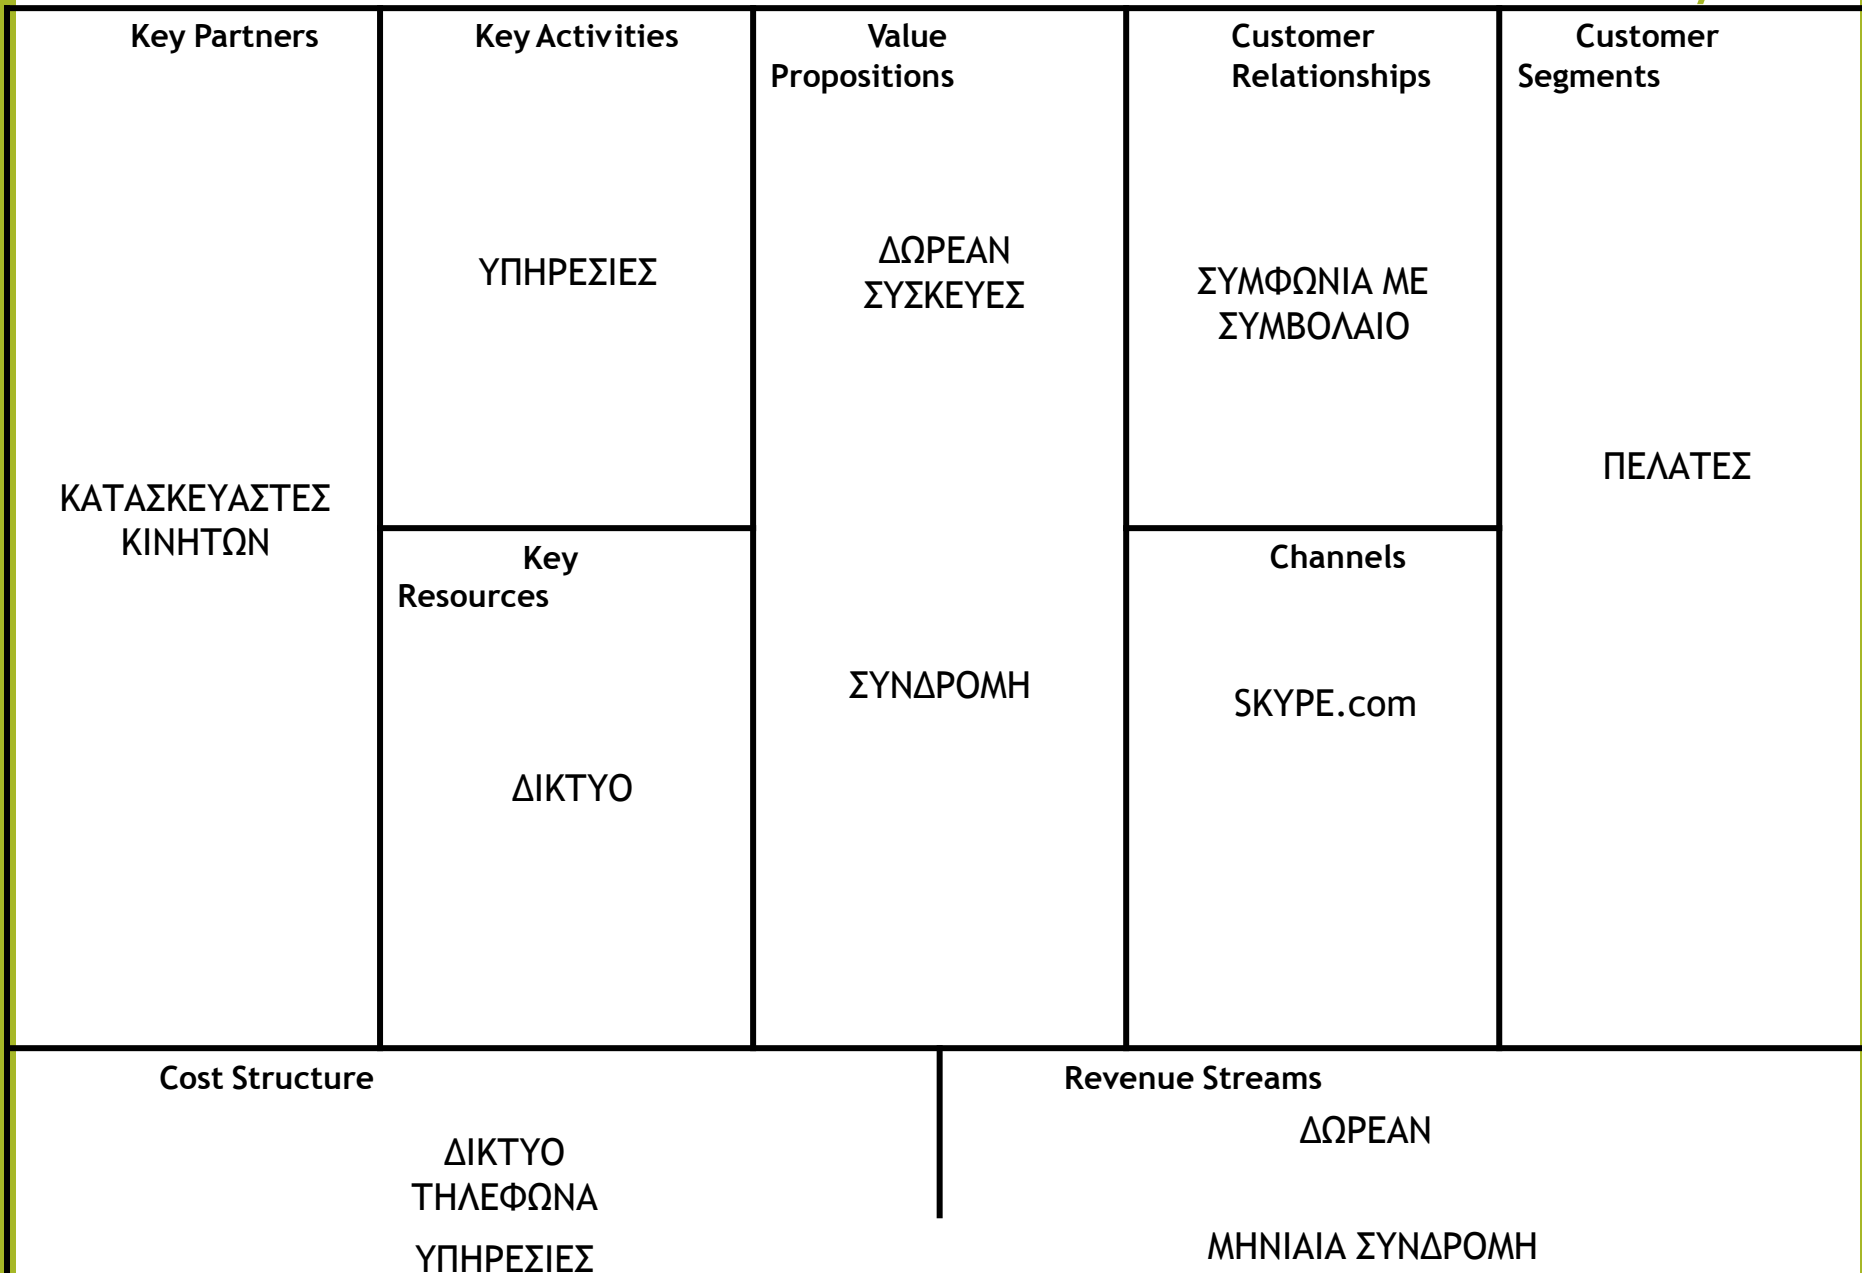 Key Partners
ΚΑΤΑΣΚΕΥΑΣΤΕΣ
ΚΙΝΗΤΩΝ
Key Activities
ΥΠΗΡΕΣΙΕΣ
Key
Resources
ΔΙΚΤΥΟ
Value
Propositions
ΔΩΡΕΑΝ
ΣΥΣΚΕΥΕΣ
ΣΥΝΔΡΟΜΗ
Customer
Relationships
ΣΥΜΦΩΝΙΑ ΜΕ
ΣΥΜΒΟΛΑΙΟ
Channels
SKYPE.com
Customer
Segments
ΠΕΛΑΤΕΣ
Cost Structure
ΔΙΚΤΥΟ
ΤΗΛΕΦΩΝΑ
ΥΠΗΡΕΣΙΕΣ
Revenue Streams
ΔΩΡΕΑΝ
ΜΗΝΙΑΙΑ ΣΥΝΔΡΟΜΗ